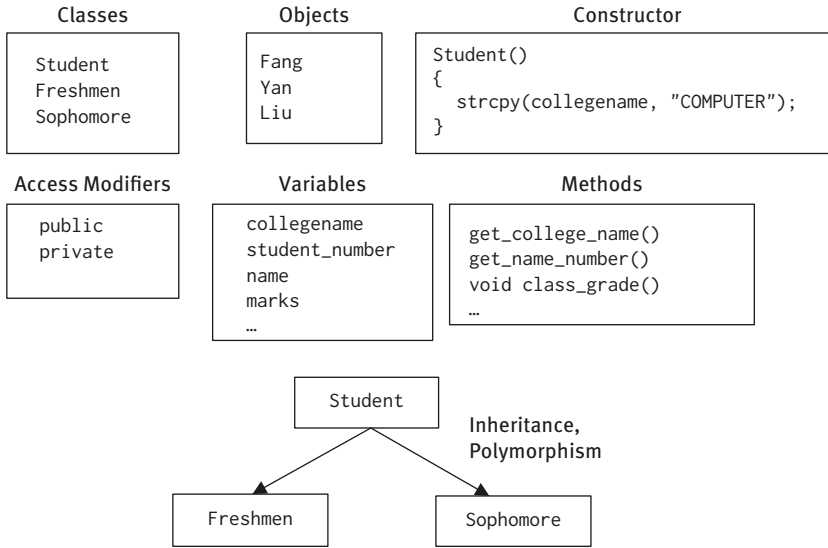 Classes
Student
Freshmen
Sophomore
Objects
Fang
Yan
Liu
Constructor
Student()
{
strcpy(collegename, "COMPUTER");
}
Access Modifiers
public
private
Variables
collegename
student_number
name
marks
…
Methods
get_college_name()
get_name_number()
void class_grade()
…
Student
Inheritance,
Polymorphism
Freshmen
Sophomore